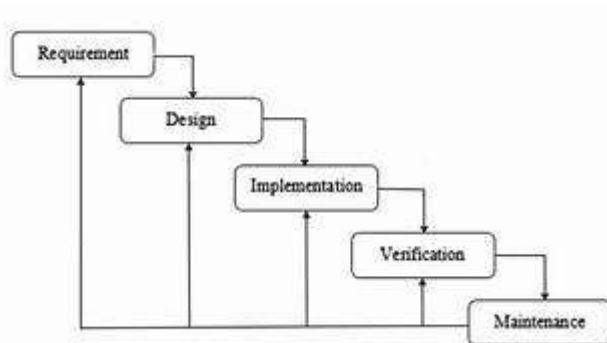 Requirement
Design
Implementation
Verification
Maintenance